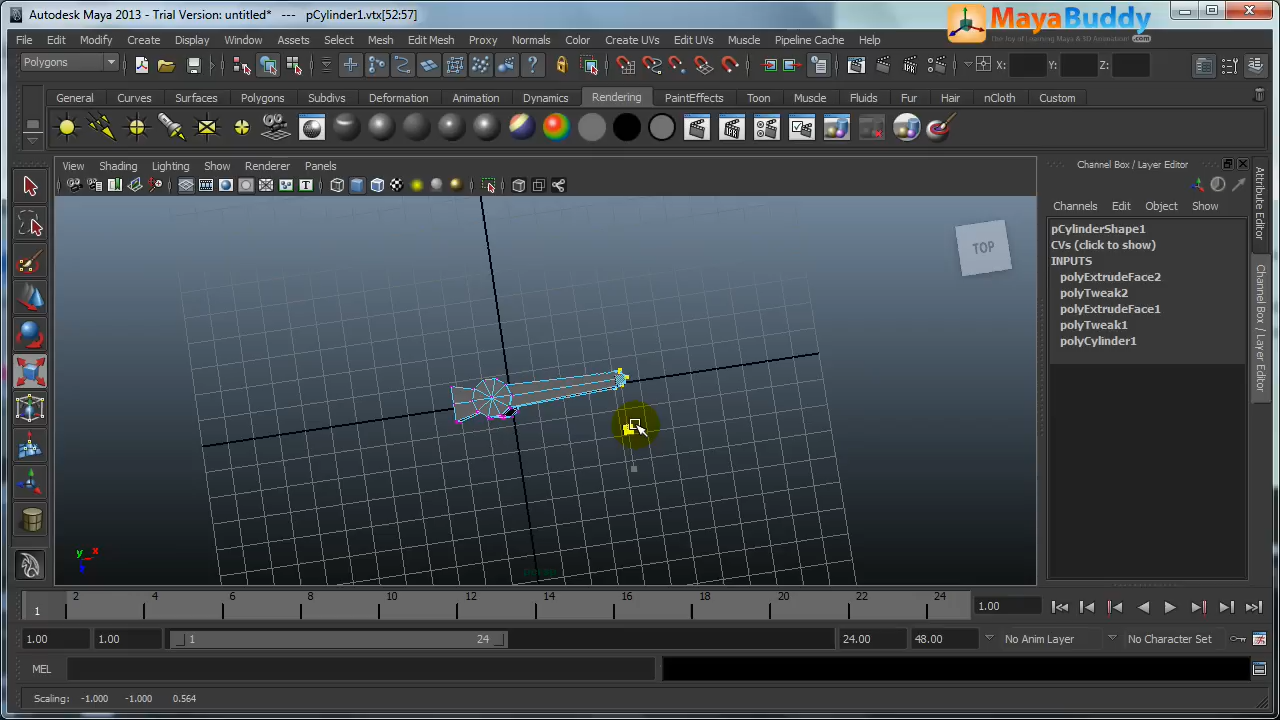 Autodesk Maya 2013 - Trial Version: untitled* --- pCylinder1.vtx[52:57]
MayaBuddy
The Joy of Learning Maya & 3D Animation! .com
File Edit Modify Create Display Window Assets Mesh Edit Mesh Proxy Normals Color Create UVs Edit UVs Muscle Pipeline Cache Help
Polygons X: Y: Z:
General Curves Surfaces Polygons Subdivs Deformation Animation Dynamics Rendering PaintEffects Toon Muscle Fluids Fur Hair nCloth Custom
View Shading Lighting Show Renderer Panels
Channel Box / Layer Editor
Channels Edit Object Show
pCylinderShape1
CVs (click to show)
INPUTS
polyExtrudeFace2
polyTweak2
polyExtrudeFace1
polyTweak1
polyCylinder1
Attribute Editor
Channel Box / Layer Editor
TOP
y x
z
persp
1 2 4 6 8 10 12 14 16 18 20 22 24 1.00
1.00 1.00 1 24 24.00 48.00 No Anim Layer No Character Set
MEL
Scaling: -1.000 -1.000 0.564